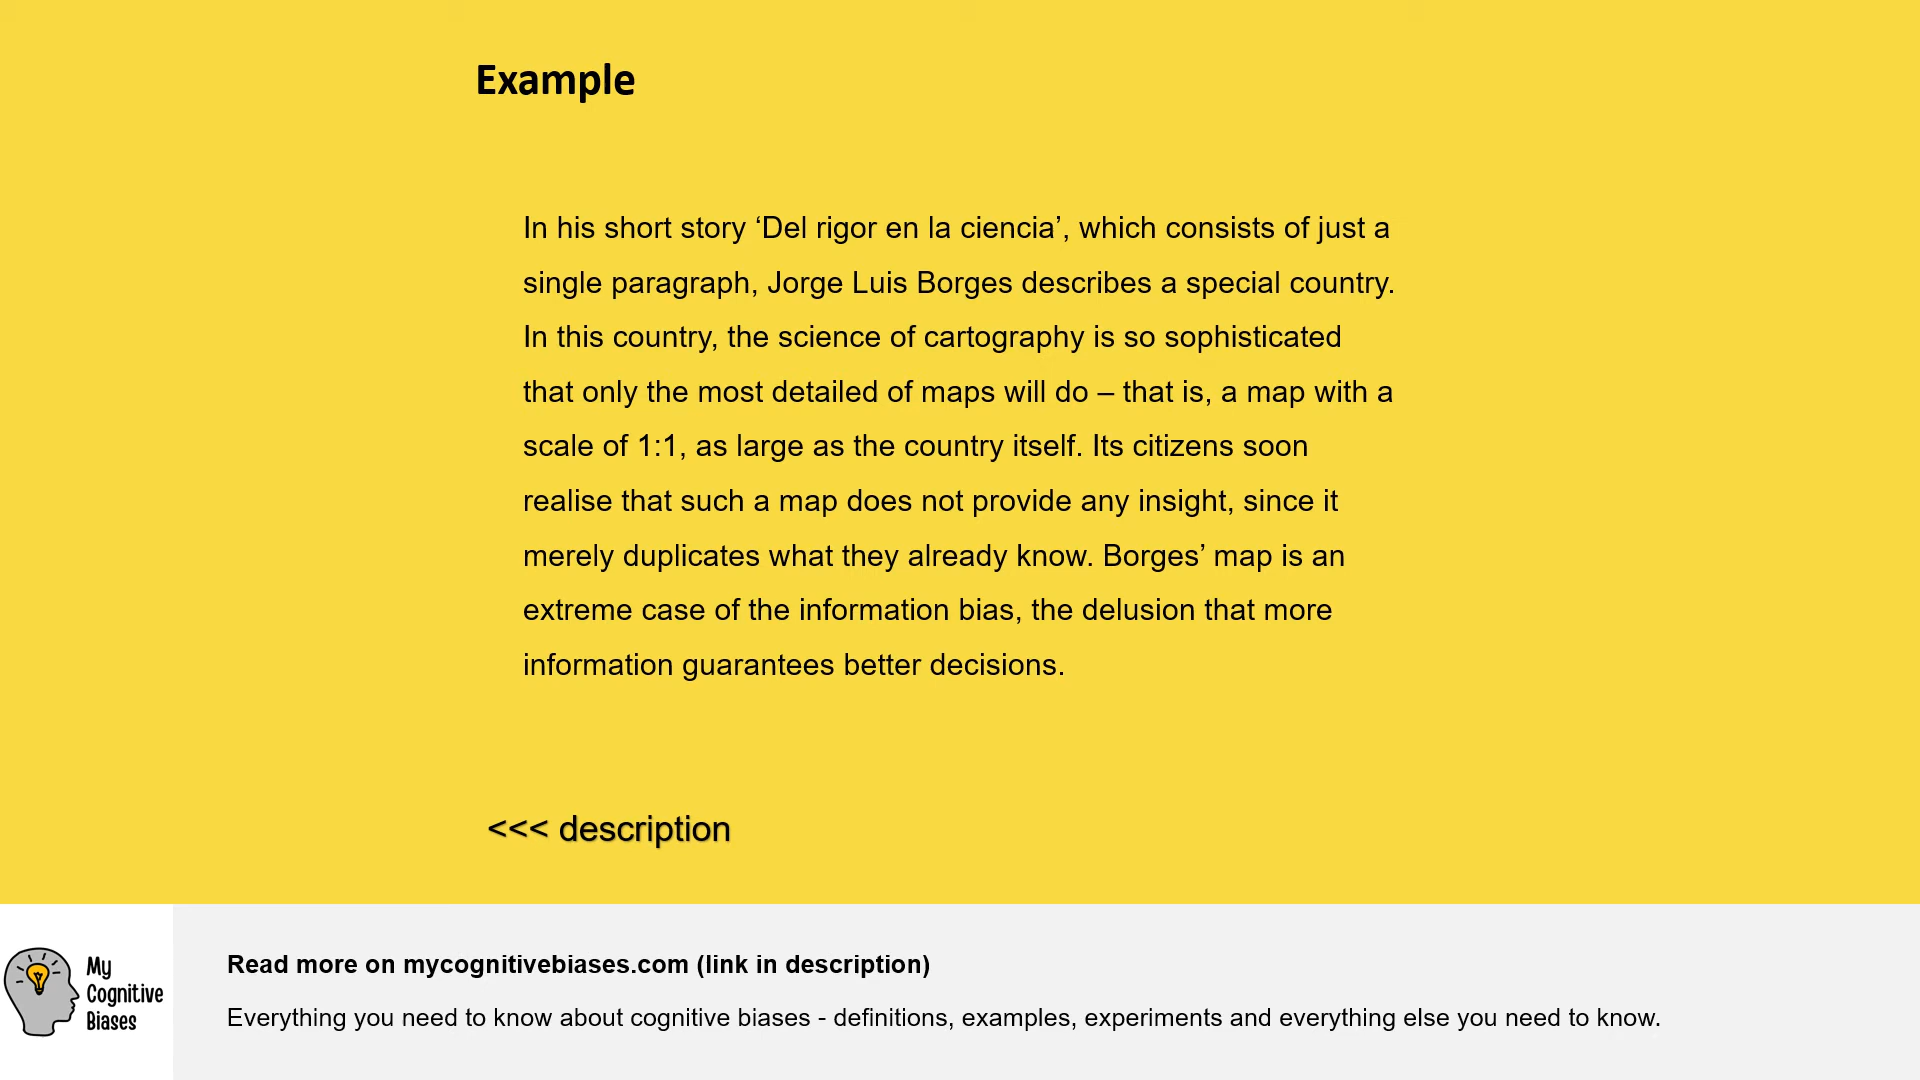 Example
In his short story ‘Del rigor en la ciencia’, which consists of just a
single paragraph, Jorge Luis Borges describes a special country.
In this country, the science of cartography is so sophisticated
that only the most detailed of maps will do – that is, a map with a
scale of 1:1, as large as the country itself. Its citizens soon
realise that such a map does not provide any insight, since it
merely duplicates what they already know. Borges’ map is an
extreme case of the information bias, the delusion that more
information guarantees better decisions.
<<< description
My
Cognitive
Biases
Read more on mycognitivebiases.com (link in description)
Everything you need to know about cognitive biases - definitions, examples, experiments and everything else you need to know.